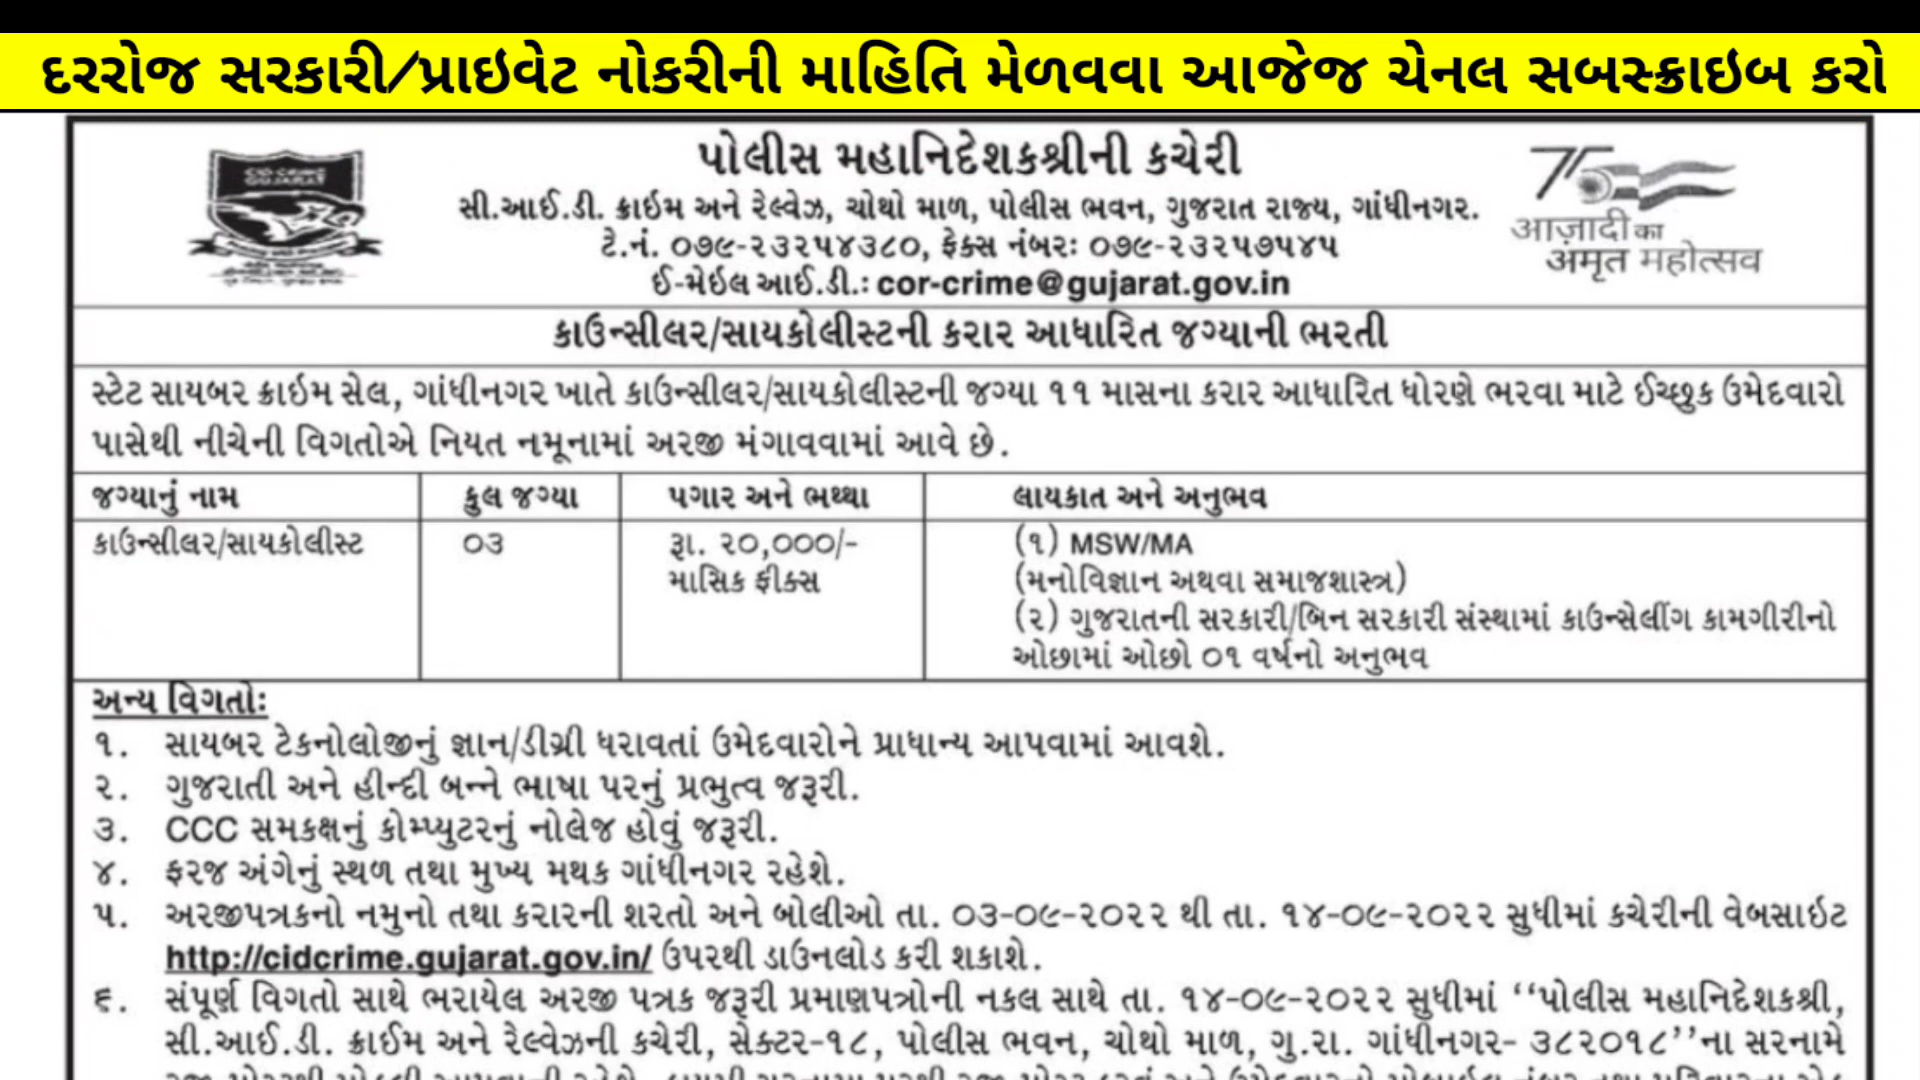 દરરોજ સરકારી/પ્રાઇવેટ નોકરીની માહિતિ મેળવવા આજેજ ચેનલ સબસ્ક્રાઇબ કરો
CID CRIME
GUJARAT
પોલીસ મહાનિદેશકશ્રીની કચેરી
સી.આઈ.ડી. ક્રાઇમ અને રેલ્વેઝ, ચોથો માળ, પોલીસ ભવન, ગુજરાત રાજ્ય, ગાંધીનગર.
ટે.નં. ૦૭૯-૨૩૨૫૪૩૮૦, ફેક્સ નંબરઃ ૦૭૯-૨૩૨૫૭૫૪૫
ઈ-મેઇલ આઈ.ડી.: cor-crime@gujarat.gov.in
75
आज़ादी का
अमृत महोत्सव
કાઉન્સીલર/સાયકોલીસ્ટની કરાર આધારિત જગ્યાની ભરતી
સ્ટેટ સાયબર ક્રાઇમ સેલ, ગાંધીનગર ખાતે કાઉન્સીલર/સાયકોલીસ્ટની જગ્યા ૧૧ માસના કરાર આધારિત ધોરણે ભરવા માટે ઈચ્છુક ઉમેદવારો
પાસેથી નીચેની વિગતોએ નિયત નમૂનામાં અરજી મંગાવવામાં આવે છે.
જગ્યાનું નામ કુલ જગ્યા પગાર અને ભથ્થા લાયકાત અને અનુભવ
કાઉન્સીલર/સાયકોલીસ્ટ ૦૩ રૂા. ૨૦,૦૦૦/- (૧) MSW/MA
માસિક ફીક્સ (મનોવિજ્ઞાન અથવા સમાજશાસ્ત્ર)
(૨) ગુજરાતની સરકારી/બિન સરકારી સંસ્થામાં કાઉન્સેલીંગ કામગીરીનો
ઓછામાં ઓછો ૦૧ વર્ષનો અનુભવ
અન્ય વિગતોઃ
૧. સાયબર ટેકનોલોજીનું જ્ઞાન/ડીગ્રી ધરાવતાં ઉમેદવારોને પ્રાધાન્ય આપવામાં આવશે.
૨. ગુજરાતી અને હીન્દી બન્ને ભાષા પરનું પ્રભુત્વ જરૂરી.
૩. CCC સમકક્ષનું કોમ્પ્યુટરનું નોલેજ હોવું જરૂરી.
૪. ફરજ અંગેનું સ્થળ તથા મુખ્ય મથક ગાંધીનગર રહેશે.
૫. અરજીપત્રકનો નમુનો તથા કરારની શરતો અને બોલીઓ તા. ૦૩-૦૯-૨૦૨૨ થી તા. ૧૪-૦૯-૨૦૨૨ સુધીમાં કચેરીની વેબસાઇટ
http://cidcrime.gujarat.gov.in/ ઉપરથી ડાઉનલોડ કરી શકાશે.
૬. સંપૂર્ણ વિગતો સાથે ભરાયેલ અરજી પત્રક જરૂરી પ્રમાણપત્રોની નકલ સાથે તા. ૧૪-૦૯-૨૦૨૨ સુધીમાં ‘‘પોલીસ મહાનિદેશકશ્રી,
સી.આઈ.ડી. ક્રાઈમ અને રેલ્વેઝની કચેરી, સેક્ટર-૧૮, પોલીસ ભવન, ચોથો માળ, ગુ.રા. ગાંધીનગર- ૩૮૨૦૧૮’’ના સરનામે